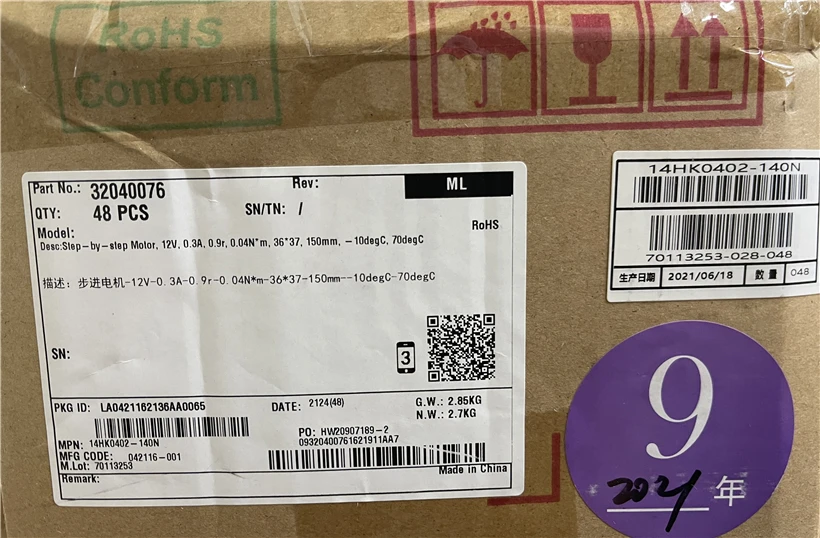 RoHS
Conform
Part No.: 32040076
Rev:
ML
QTY: 48 PCS
SN/TN: /
RoHS
Model:
Desc:Step-by-step Motor, 12V, 0.3A, 0.9r, 0.04N*m, 36*37, 150mm, -10degC, 70degC
描述: 步进电机-12V-0.3A-0.9r-0.04N*m-36*37-150mm--10degC-70degC
SN:
3
PKG ID: LA0421162136AA0065
DATE: 2124(48)
G.W.: 2.85KG
N.W.: 2.7KG
PO: HW20907189-2
09320400761621911AA7
MPN: 14HK0402-140N
MFG CODE: 042116-001
M.Lot: 70113253
Made in China
Remark:
14HK0402-140N
70113253-028-048
生产日期 2021/06/18 数量 048
9
2021 年